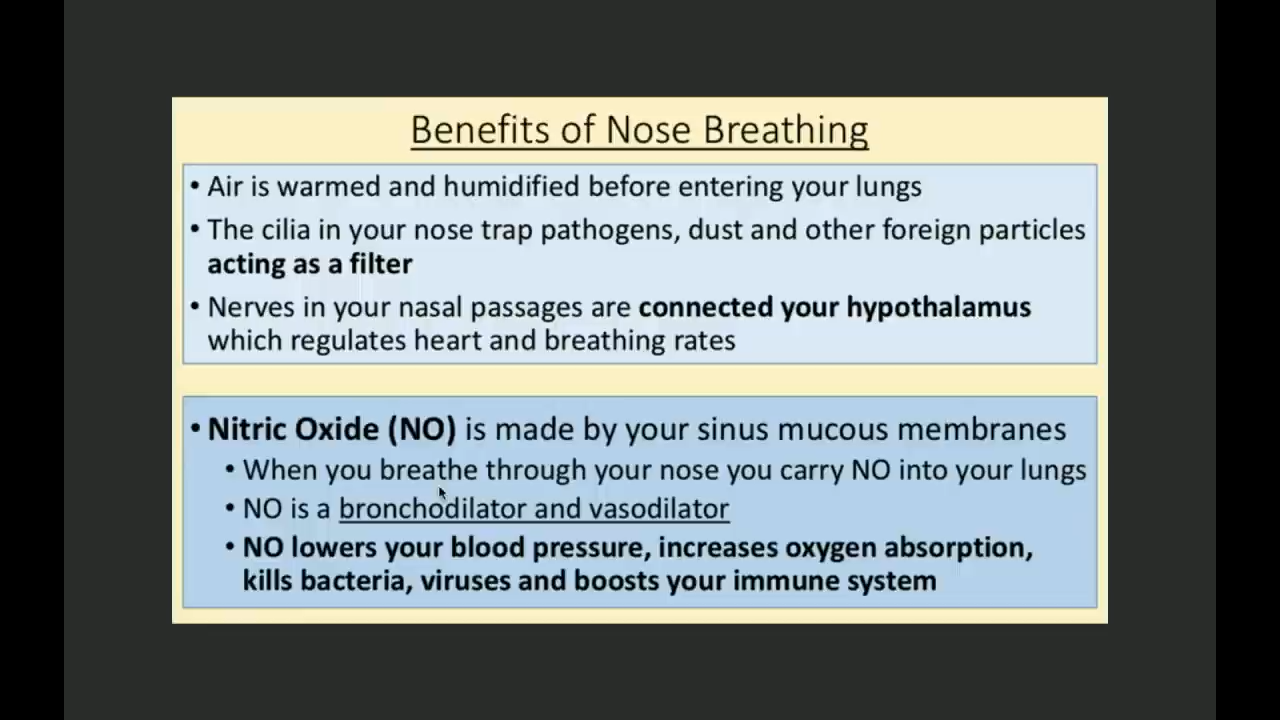 Benefits of Nose Breathing
• Air is warmed and humidified before entering your lungs
• The cilia in your nose trap pathogens, dust and other foreign particles
acting as a filter
• Nerves in your nasal passages are connected your hypothalamus
which regulates heart and breathing rates
• Nitric Oxide (NO) is made by your sinus mucous membranes
• When you breathe through your nose you carry NO into your lungs
• NO is a bronchodilator and vasodilator
• NO lowers your blood pressure, increases oxygen absorption,
kills bacteria, viruses and boosts your immune system